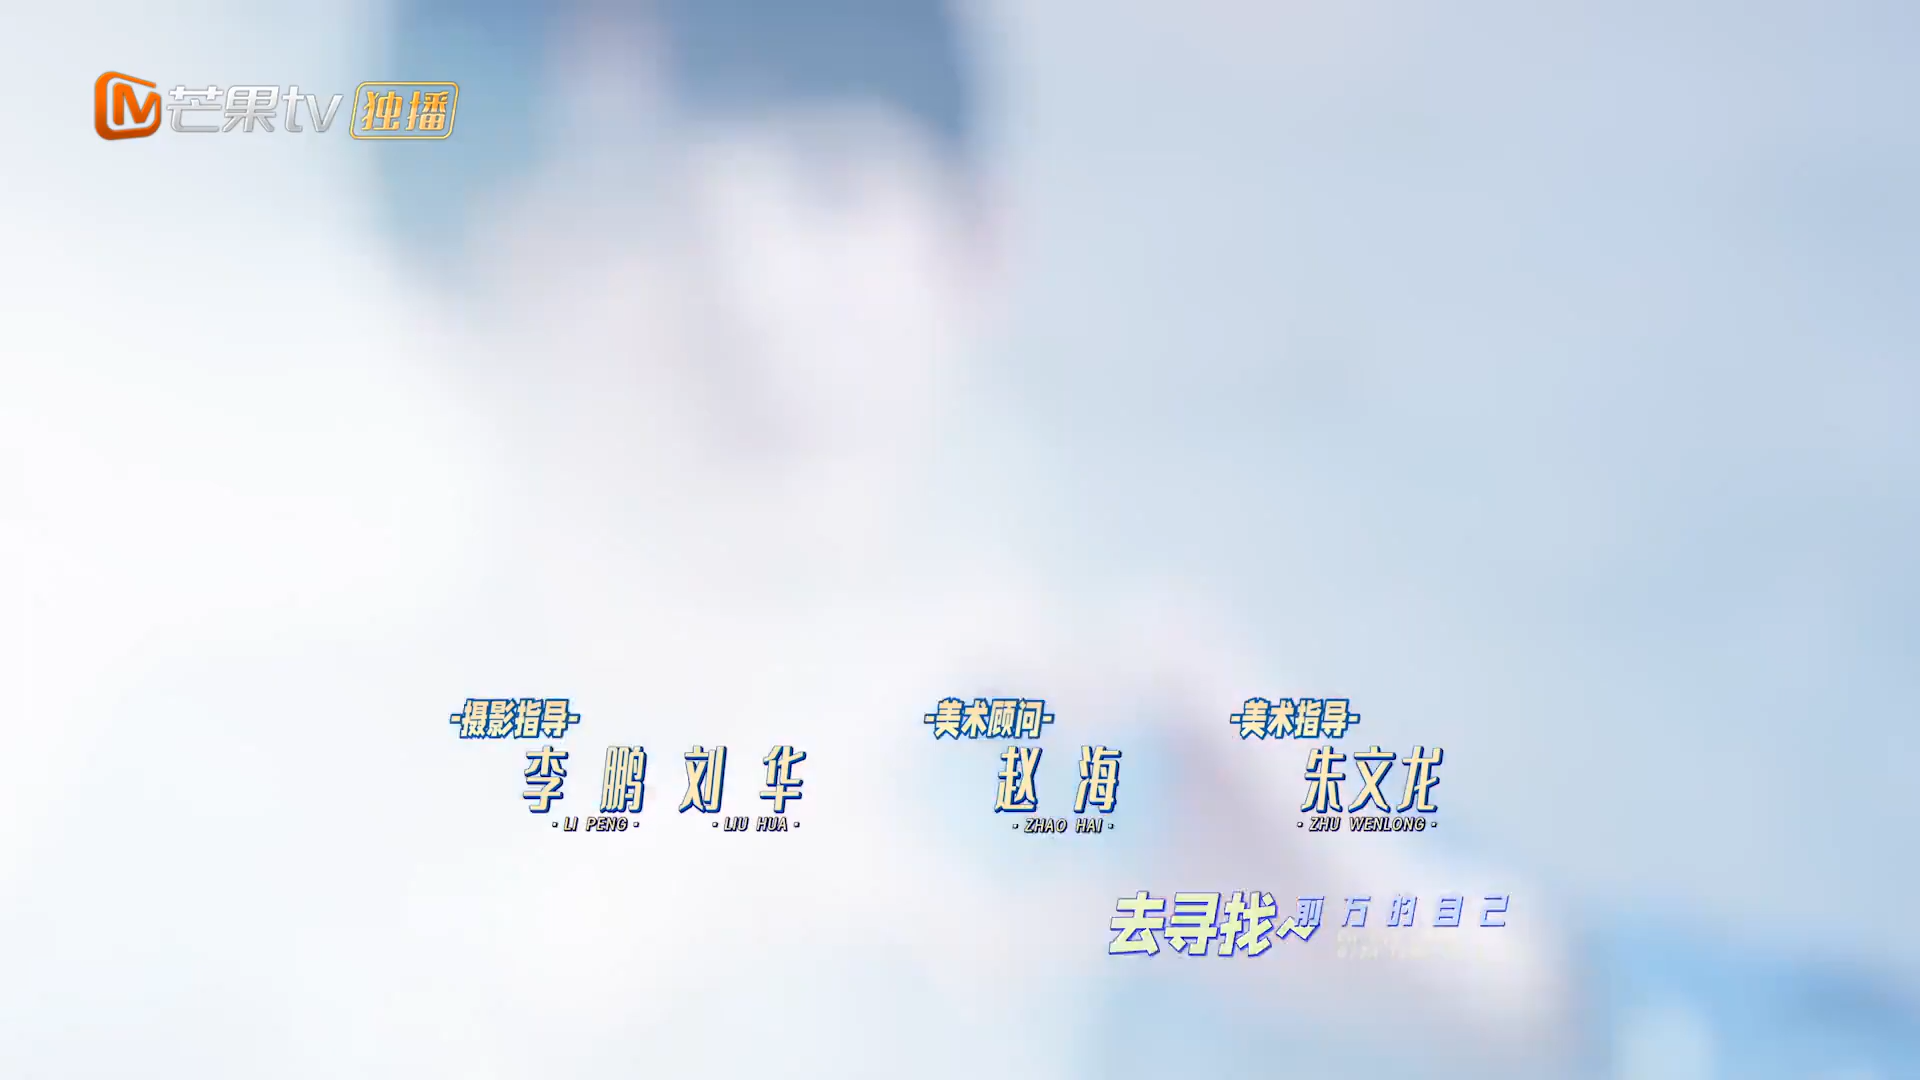 芒果tv 独播
-摄影指导-
李 鹏 刘 华
·LI PENG· ·LIU HUA·
-美术顾问-
赵 海
·ZHAO HAI·
-美术指导-
朱文龙
·ZHU WENLONG·
去寻找~前方的自己